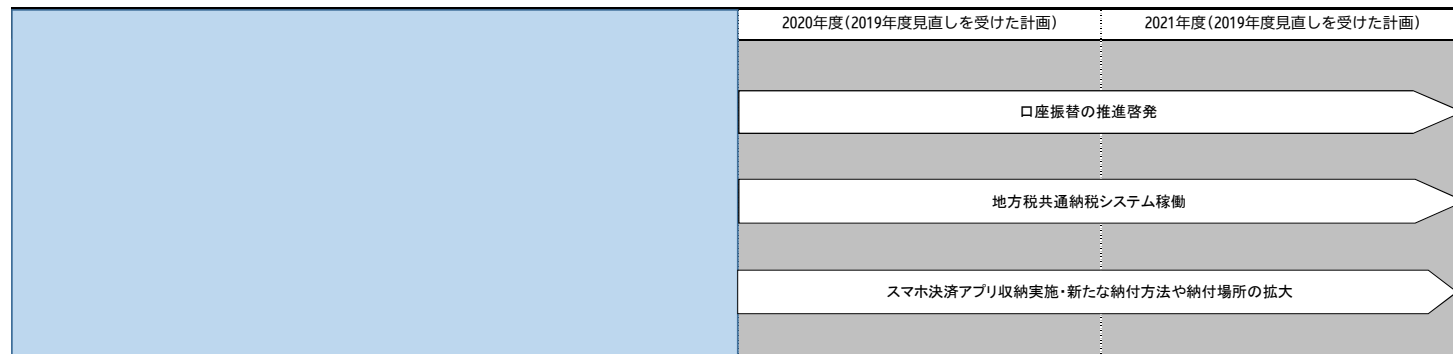 2020年度(2019年度見直しを受けた計画)
2021年度(2019年度見直しを受けた計画)
口座振替の推進啓発
地方税共通納税システム稼働
スマホ決済アプリ収納実施・新たな納付方法や納付場所の拡大